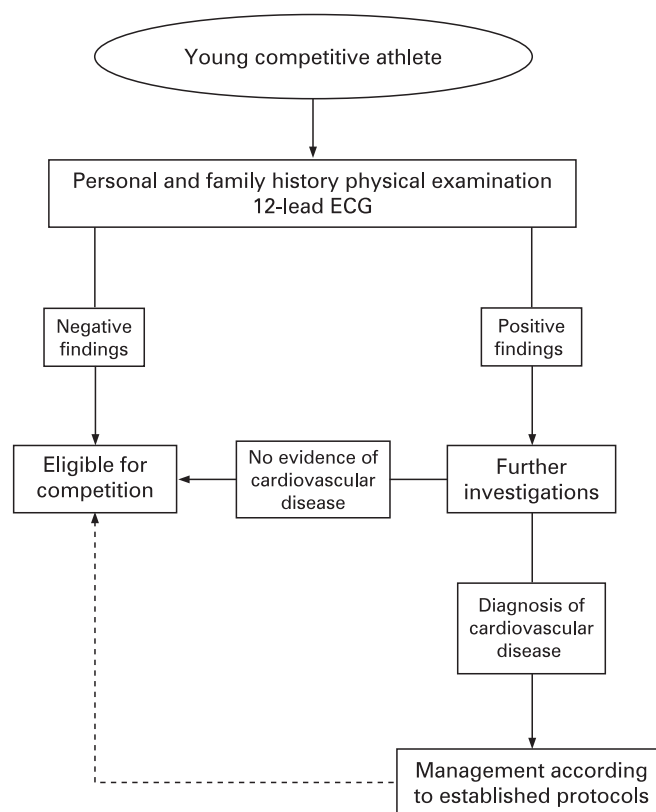 Young competitive athlete
Personal and family history physical examination
12-lead ECG
Negative
findings
Positive
findings
Eligible for
competition
No evidence of
cardiovascular
disease
Further
investigations
Diagnosis of
cardiovascular
disease
Management according
to established protocols